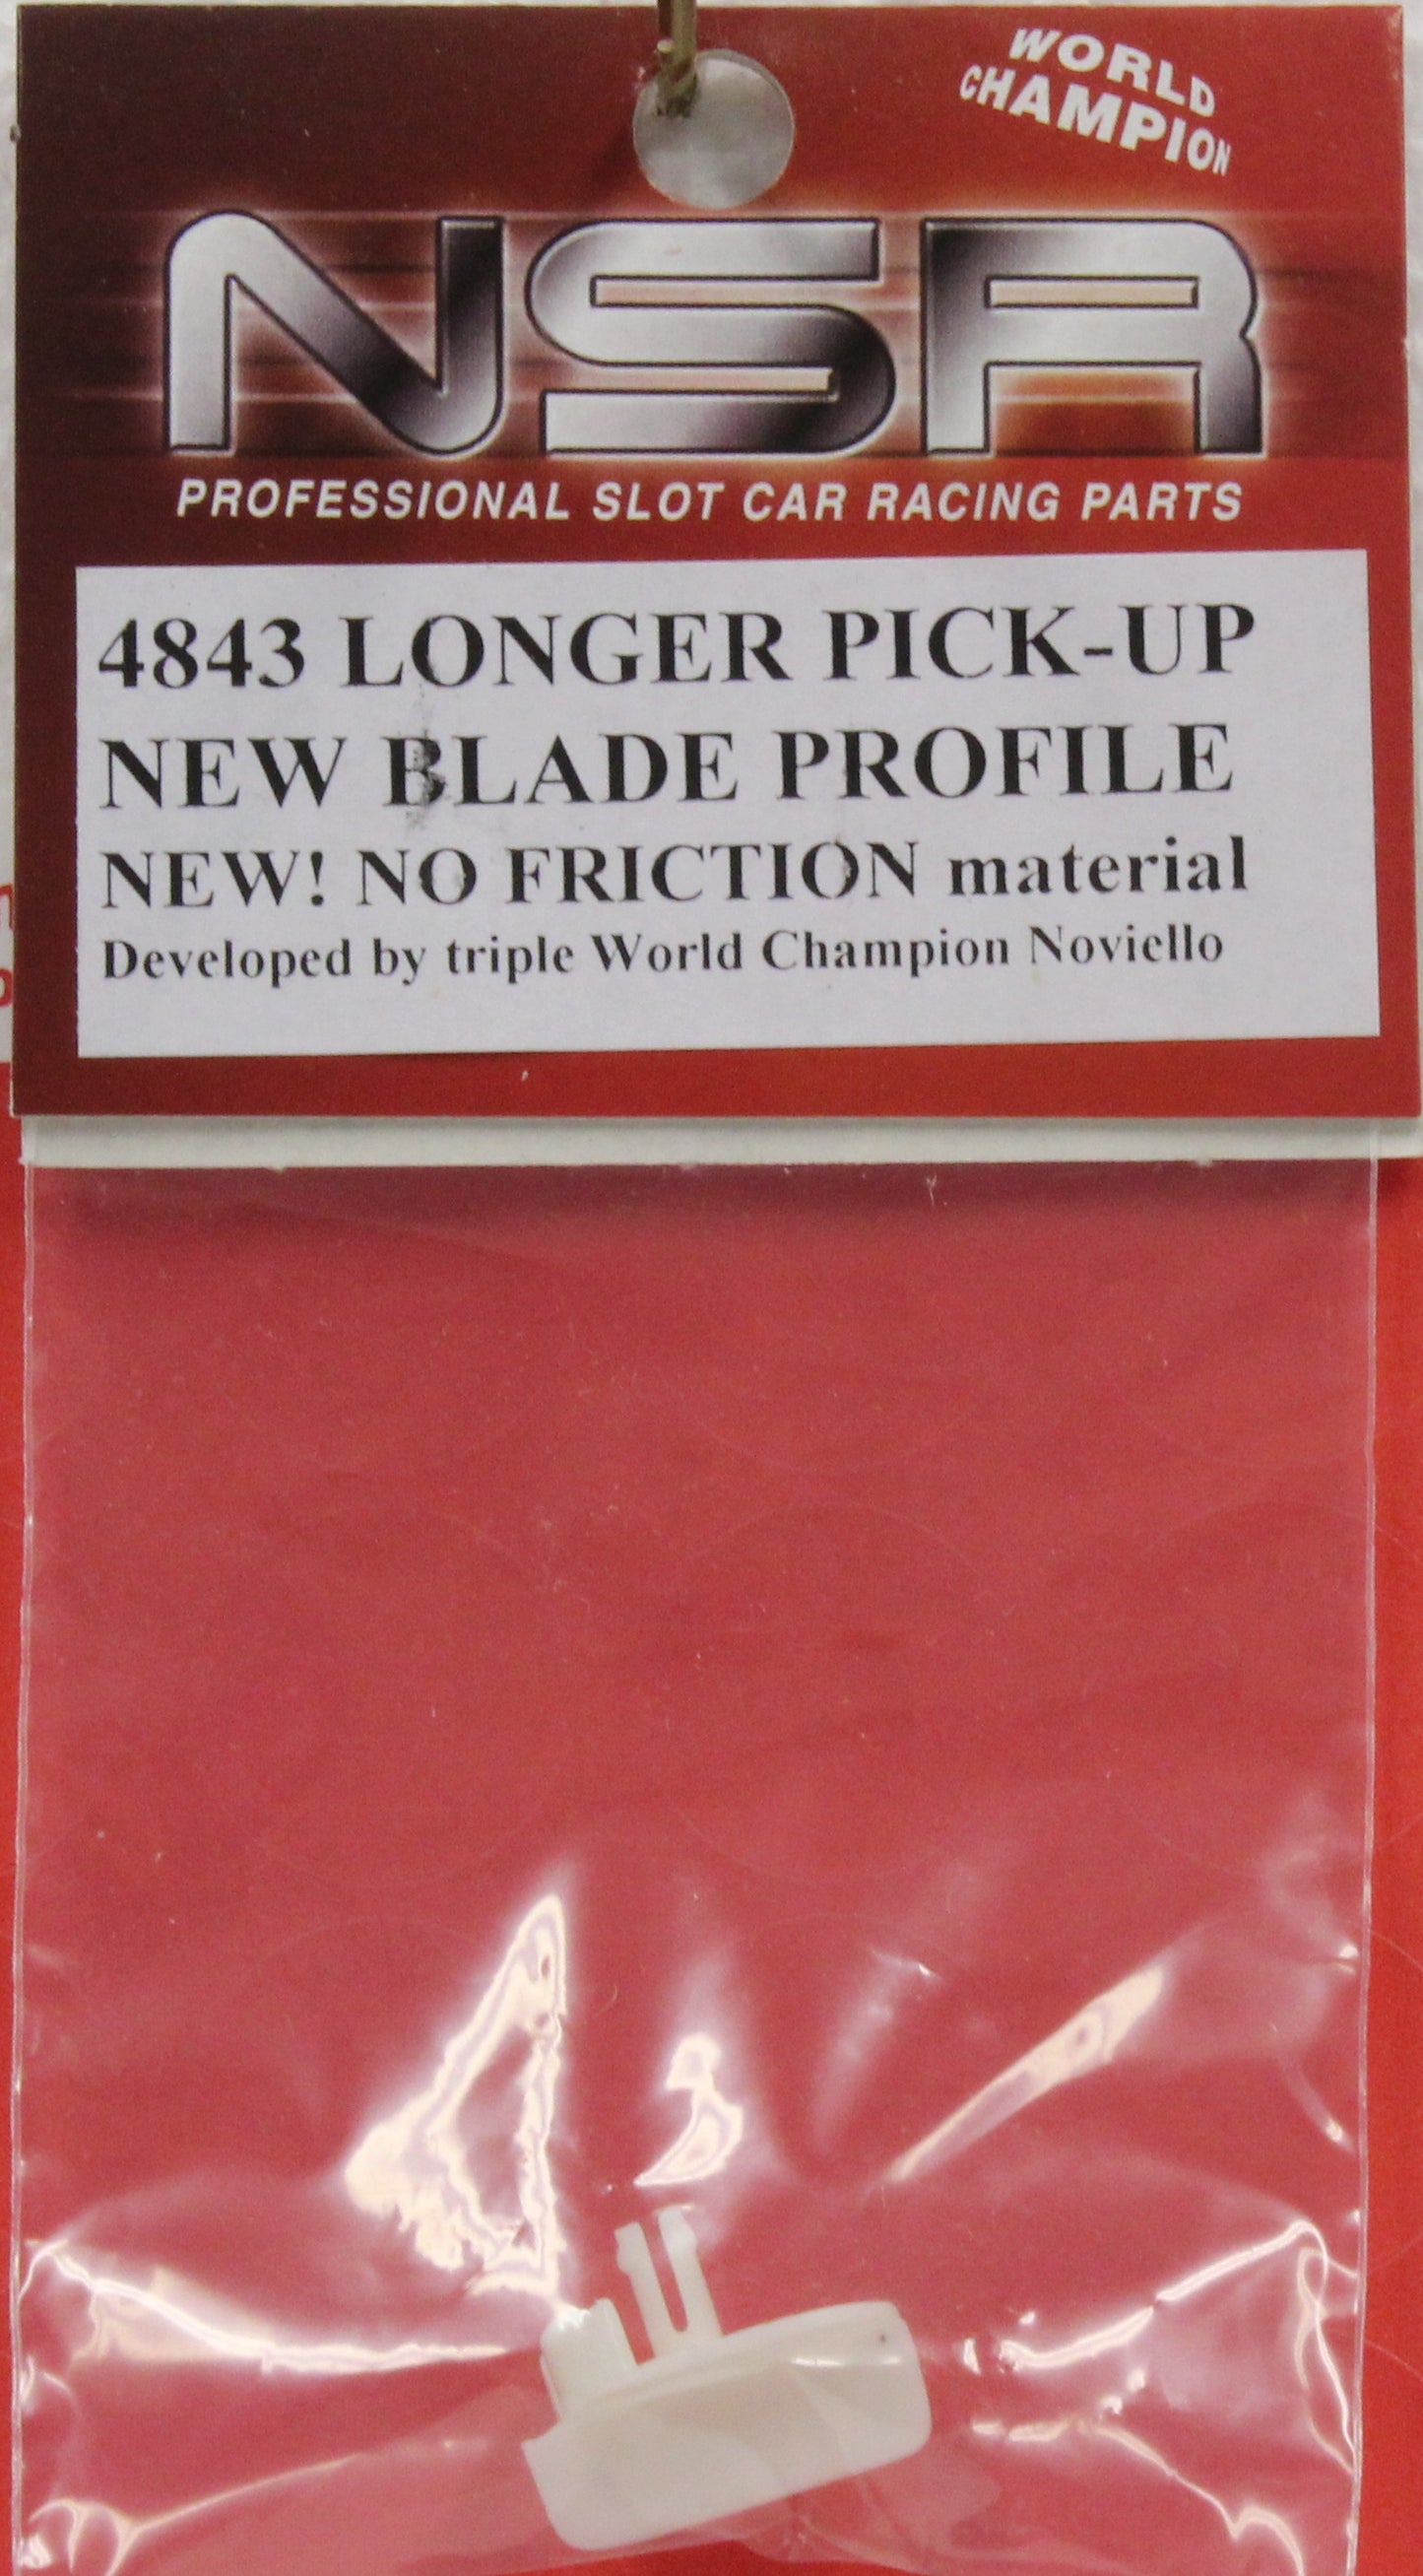 WORLD
CHAMPION
NSR
PROFESSIONAL SLOT CAR RACING PARTS
4843 LONGER PICK-UP
NEW BLADE PROFILE
NEW! NO FRICTION material
Developed by triple World Champion Noviello